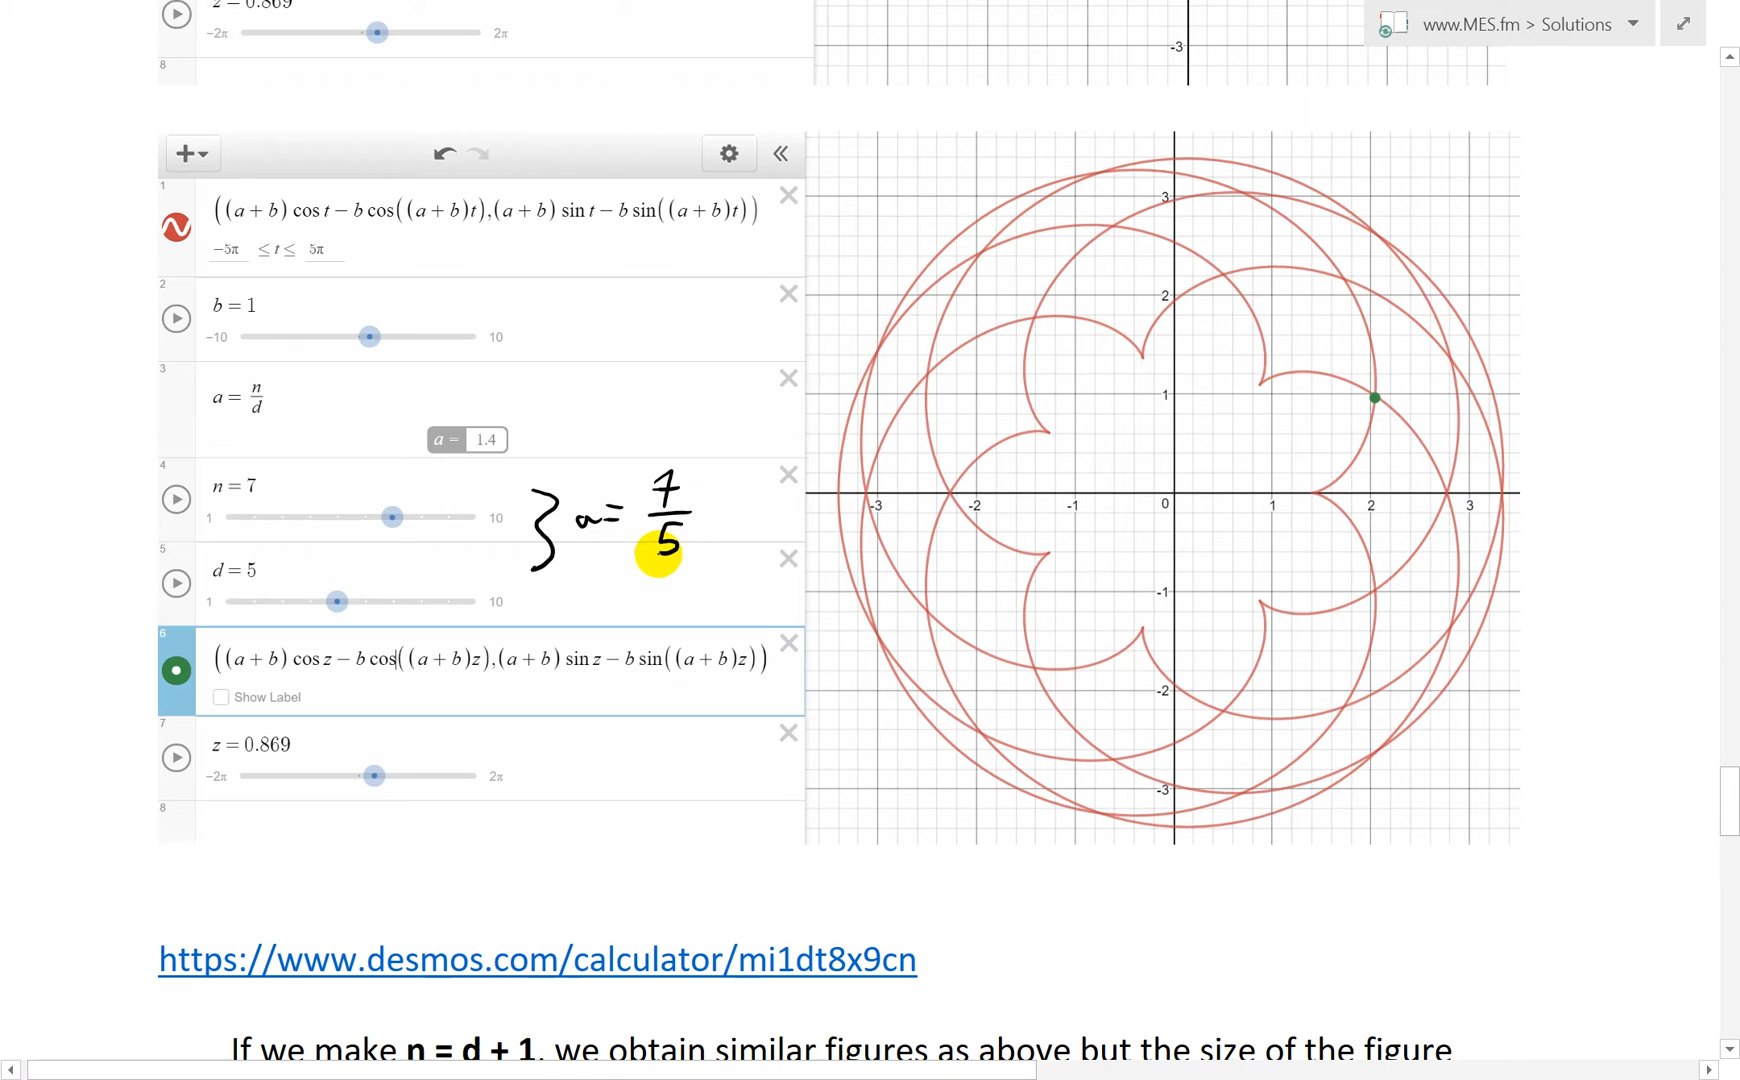 z = 0.869
−2π 2π
8
-3
www.MES.fm > Solutions
1
((a + b) cos t − b cos((a + b)t),(a + b) sin t − b sin((a + b)t))
−5π ≤ t ≤ 5π
2
b = 1
−10 10
3
a = n/d
a = 1.4
4
n = 7
1 10
a = 7/5
5
d = 5
1 10
6
((a + b) cos z − b cos((a + b)z),(a + b) sin z − b sin((a + b)z))
Show Label
7
z = 0.869
−2π 2π
8
3
2
1
-3 -2 -1 0 1 2 3
-1
-2
-3
https://www.desmos.com/calculator/mi1dt8x9cn
If we make n = d + 1, we obtain similar figures as above but the size of the figure